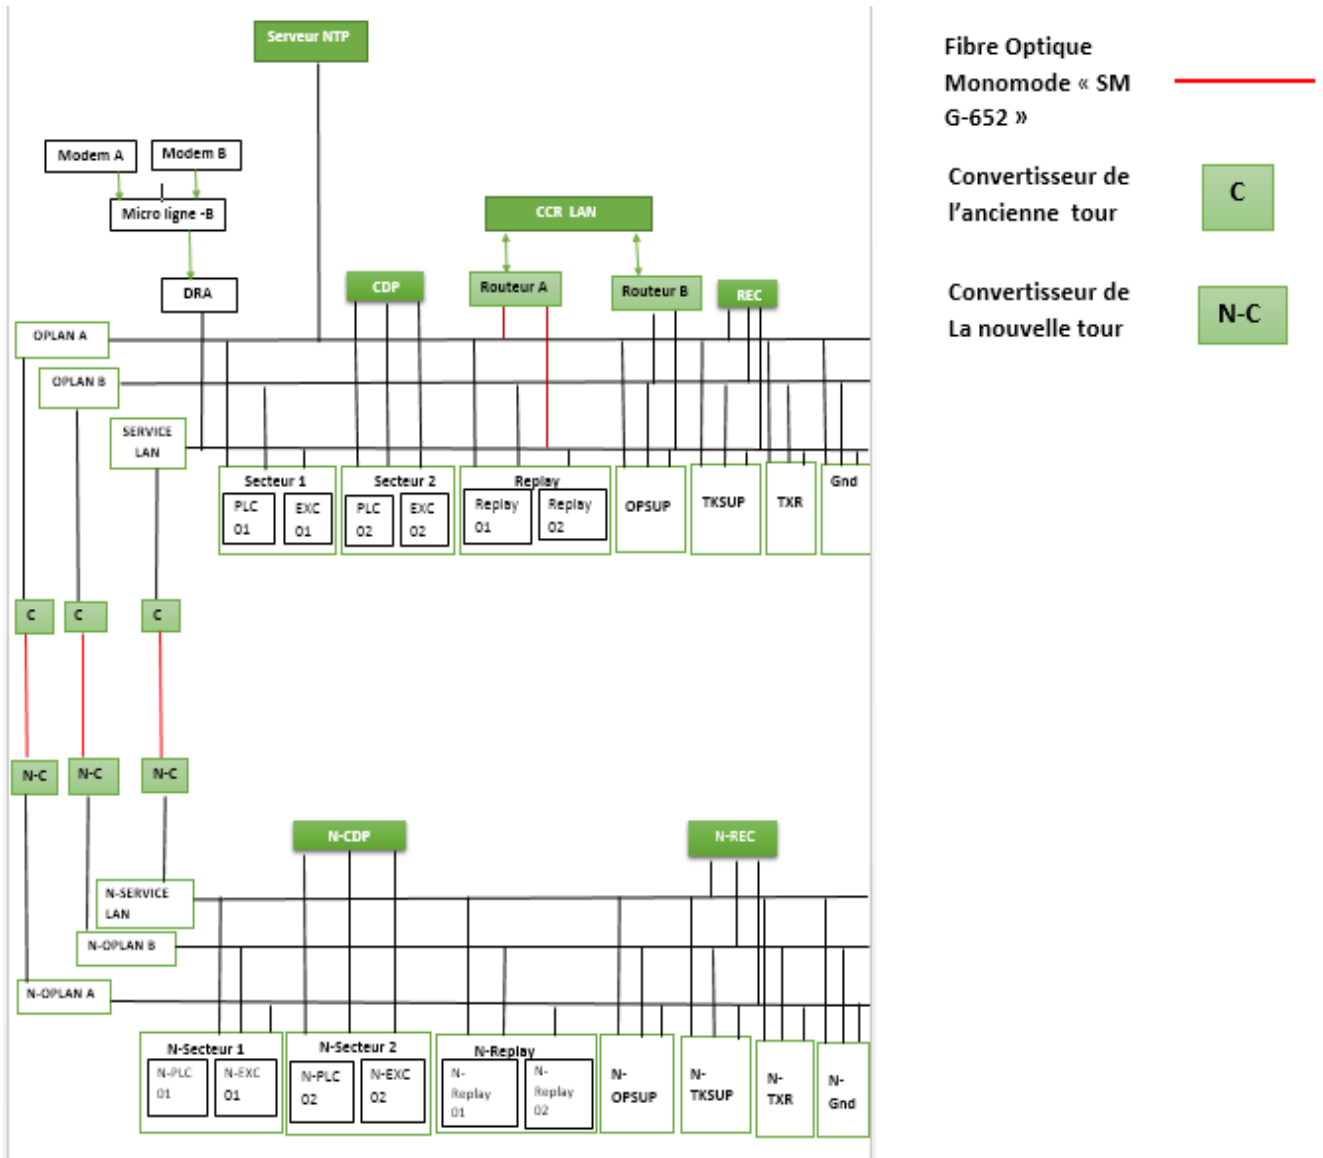 Serveur NTP
Fibre Optique
Monomode « SM
G-652 »
Modem A
Modem B
Micro ligne -B
Convertisseur de
l'ancienne tour
C
CCR LAN
DRA
CDP
Routeur A
Routeur B
REC
Convertisseur de
La nouvelle tour
N-C
OPLAN A
OPLAN B
SERVICE
LAN
Secteur 1
PLC
01
EXC
01
Secteur 2
PLC
02
EXC
02
Replay
Replay
01
Replay
02
OPSUP
TKSUP
TXR
Gnd
C
C
C
N-C
N-C
N-C
N-CDP
N-REC
N-SERVICE
LAN
N-OPLAN B
N-OPLAN A
N-Secteur 1
N-PLC
01
N-EXC
01
N-Secteur 2
N-PLC
02
N-EXC
02
N-Replay
N-
Replay
01
N-
Replay
02
N-
OPSUP
N-
TKSUP
N-
TXR
N-
Gnd